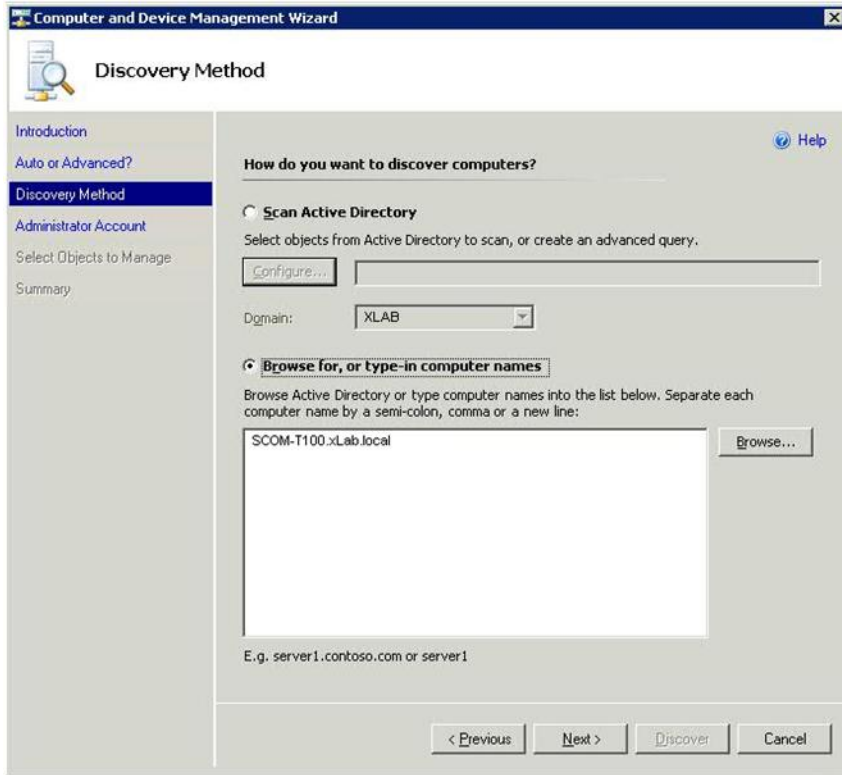 Computer and Device Management Wizard
Discovery Method
Introduction
Auto or Advanced?
Discovery Method
Administrator Account
Select Objects to Manage
Summary
Help
How do you want to discover computers?
Scan Active Directory
Select objects from Active Directory to scan, or create an advanced query.
Configure...
Domain:
XLAB
Browse for, or type-in computer names
Browse Active Directory or type computer names into the list below. Separate each
computer name by a semi-colon, comma or a new line:
SCOM-T100.xLab.local
Browse...
E.g. server1.contoso.com or server1
< Previous
Next >
Discover
Cancel